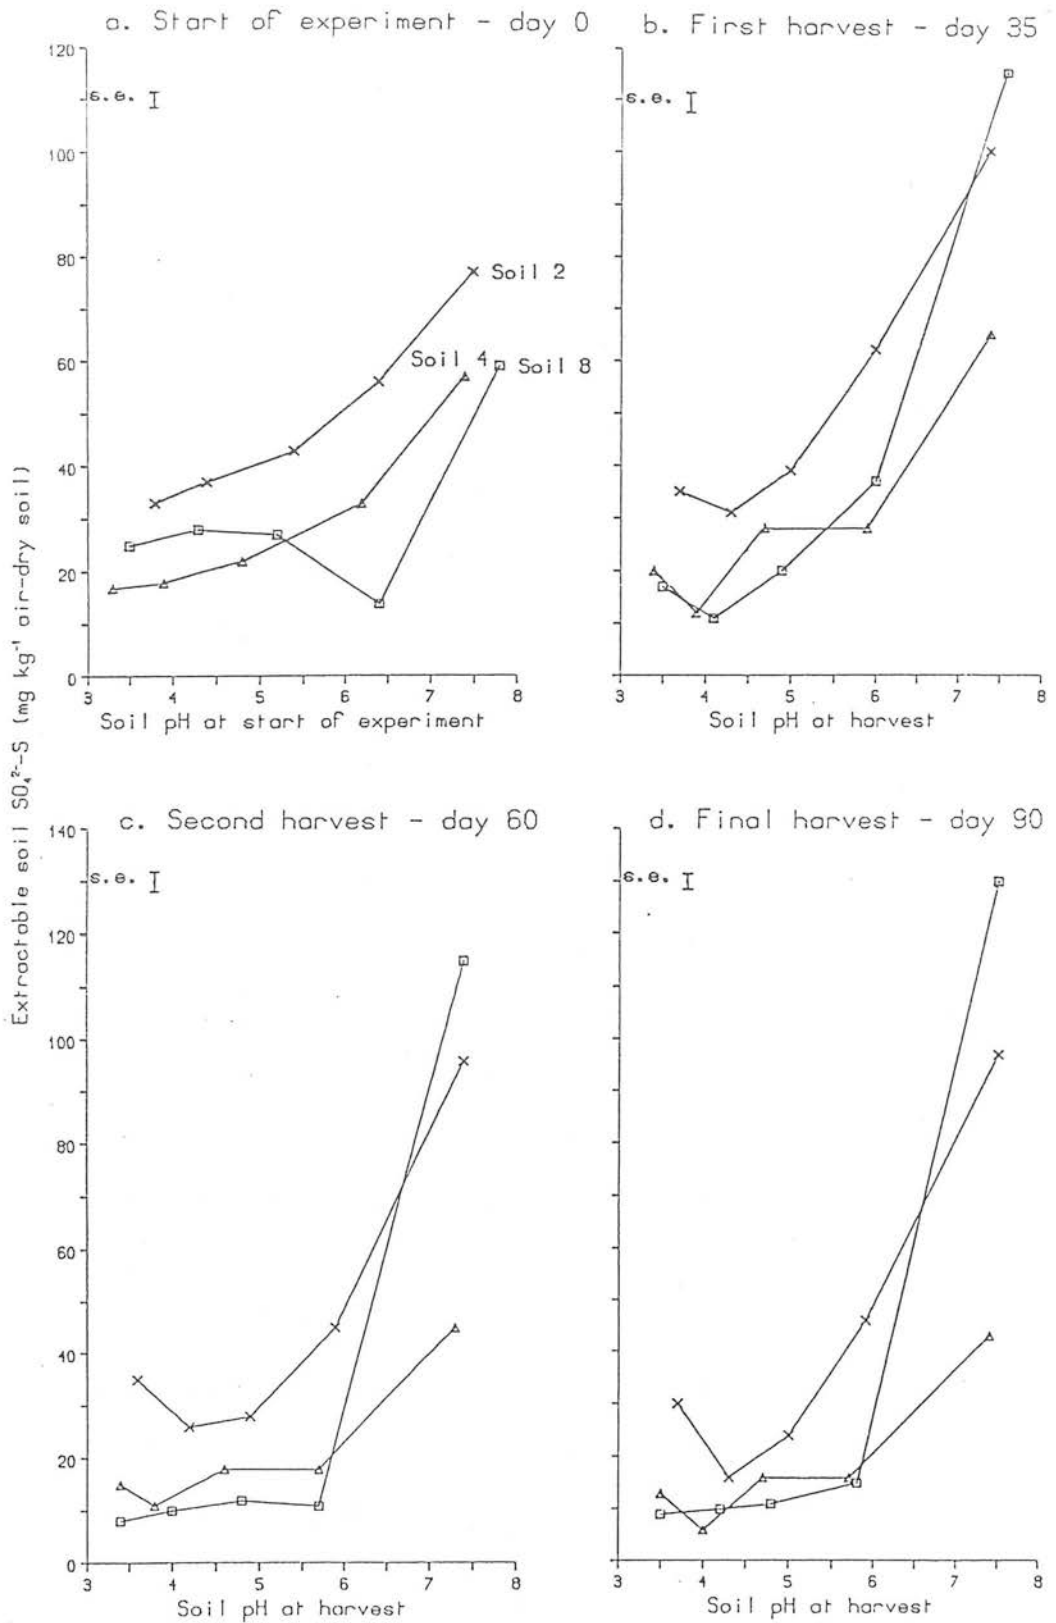 a. Start of experiment - day 0
b. First harvest - day 35
120
100
80
60
40
20
0
s.e.
s.e.
Soil 2
Soil 4
Soil 8
3 4 5 6 7 8
Soil pH at start of experiment
3 4 5 6 7 8
Soil pH at harvest
Extractable soil SO₄²⁻-S (mg kg⁻¹ air-dry soil)
c. Second harvest - day 60
d. Final harvest - day 90
140
120
100
80
60
40
20
0
s.e.
s.e.
3 4 5 6 7 8
Soil pH at harvest
3 4 5 6 7 8
Soil pH at harvest